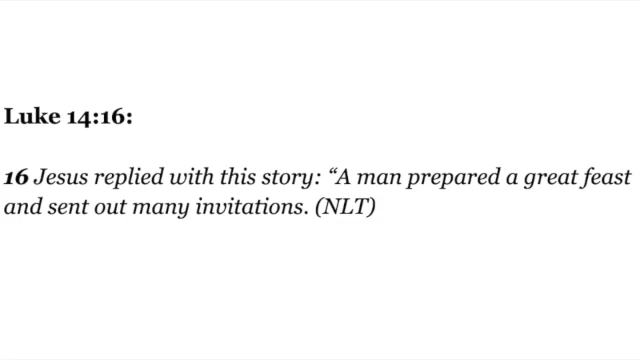 Luke 14:16:
16 Jesus replied with this story: “A man prepared a great feast
and sent out many invitations. (NLT)